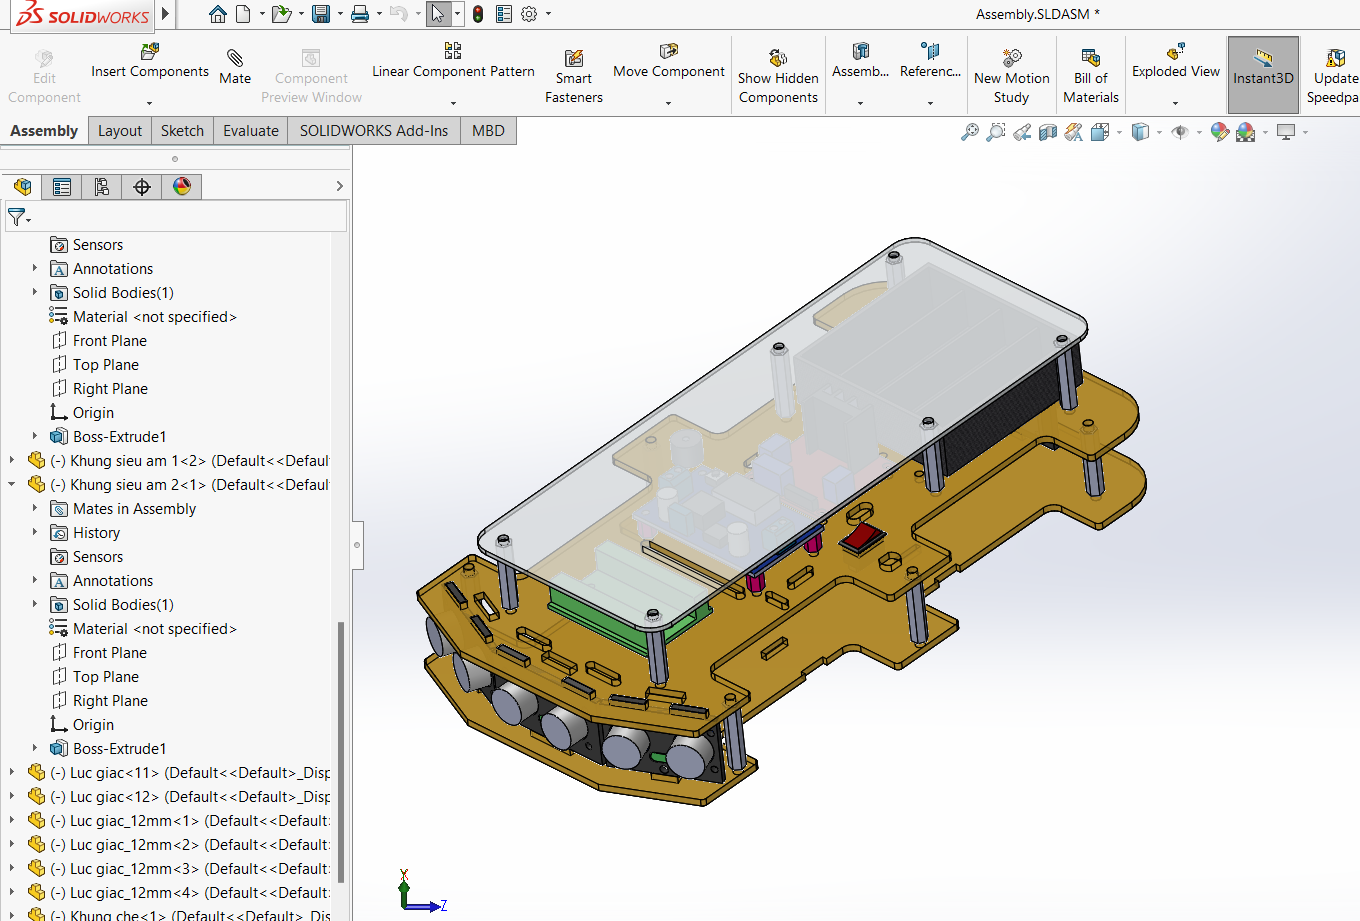 SOLIDWORKS
Assembly.SLDASM *
Edit Component
Insert Components
Mate
Component Preview Window
Linear Component Pattern
Smart Fasteners
Move Component
Show Hidden Components
Assemb...
Referenc...
New Motion Study
Bill of Materials
Exploded View
Instant3D
Update Speedpa
Assembly
Layout
Sketch
Evaluate
SOLIDWORKS Add-Ins
MBD
Sensors
Annotations
Solid Bodies(1)
Material <not specified>
Front Plane
Top Plane
Right Plane
Origin
Boss-Extrude1
(-) Khung sieu am 1<2> (Default<<Defaul
(-) Khung sieu am 2<1> (Default<<Defaul
Mates in Assembly
History
Sensors
Annotations
Solid Bodies(1)
Material <not specified>
Front Plane
Top Plane
Right Plane
Origin
Boss-Extrude1
(-) Luc giac<11> (Default<<Default>_Disp
(-) Luc giac<12> (Default<<Default>_Disp
(-) Luc giac_12mm<1> (Default<<Default:
(-) Luc giac_12mm<2> (Default<<Default:
(-) Luc giac_12mm<3> (Default<<Default:
(-) Luc giac_12mm<4> (Default<<Default:
(-) Khung che<1> (Default<<Default>_Dis
Y
Z